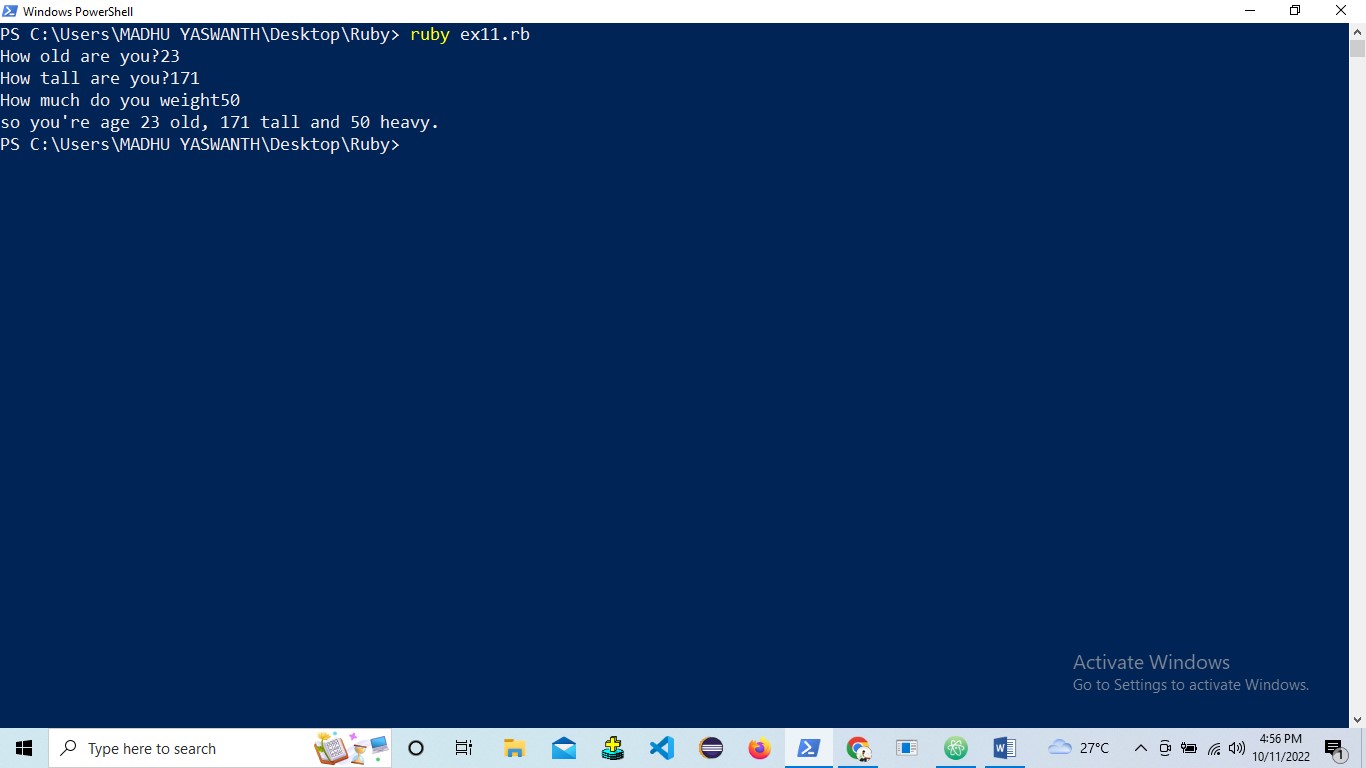 Windows PowerShell
PS C:\Users\MADHU YASWANTH\Desktop\Ruby> ruby ex11.rb
How old are you?23
How tall are you?171
How much do you weight50
so you're age 23 old, 171 tall and 50 heavy.
PS C:\Users\MADHU YASWANTH\Desktop\Ruby>
Activate Windows
Go to Settings to activate Windows.
Type here to search
27°C
4:56 PM
10/11/2022
1